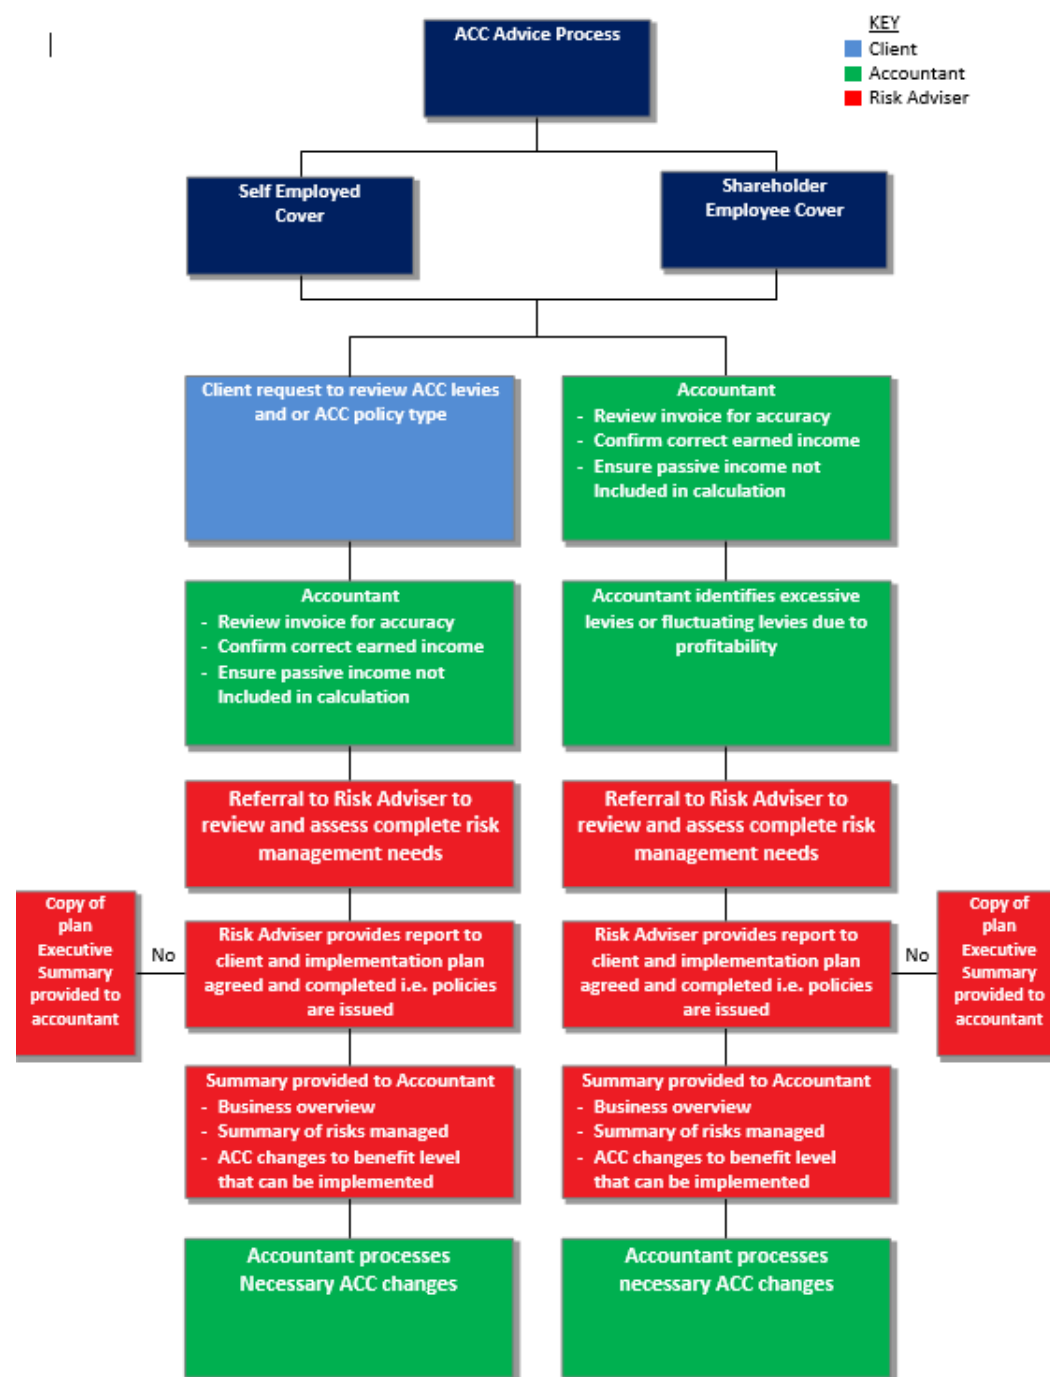 ACC Advice Process
KEY
Client
Accountant
Risk Adviser
Self Employed
Cover
Shareholder
Employee Cover
Client request to review ACC levies
and or ACC policy type
Accountant
- Review invoice for accuracy
- Confirm correct earned income
- Ensure passive income not
Included in calculation
Accountant
- Review invoice for accuracy
- Confirm correct earned income
- Ensure passive income not
Included in calculation
Accountant identifies excessive
levies or fluctuating levies due to
profitability
Referral to Risk Adviser to
review and assess complete risk
management needs
Referral to Risk Adviser to
review and assess complete risk
management needs
Copy of
plan
Executive
Summary
provided to
accountant
No
Risk Adviser provides report to
client and implementation plan
agreed and completed i.e. policies
are issued
Risk Adviser provides report to
client and implementation plan
agreed and completed i.e. policies
are issued
No
Copy of
plan
Executive
Summary
provided to
accountant
Summary provided to Accountant
- Business overview
- Summary of risks managed
- ACC changes to benefit level
that can be implemented
Summary provided to Accountant
- Business overview
- Summary of risks managed
- ACC changes to benefit level
that can be implemented
Accountant processes
Necessary ACC changes
Accountant processes
necessary ACC changes